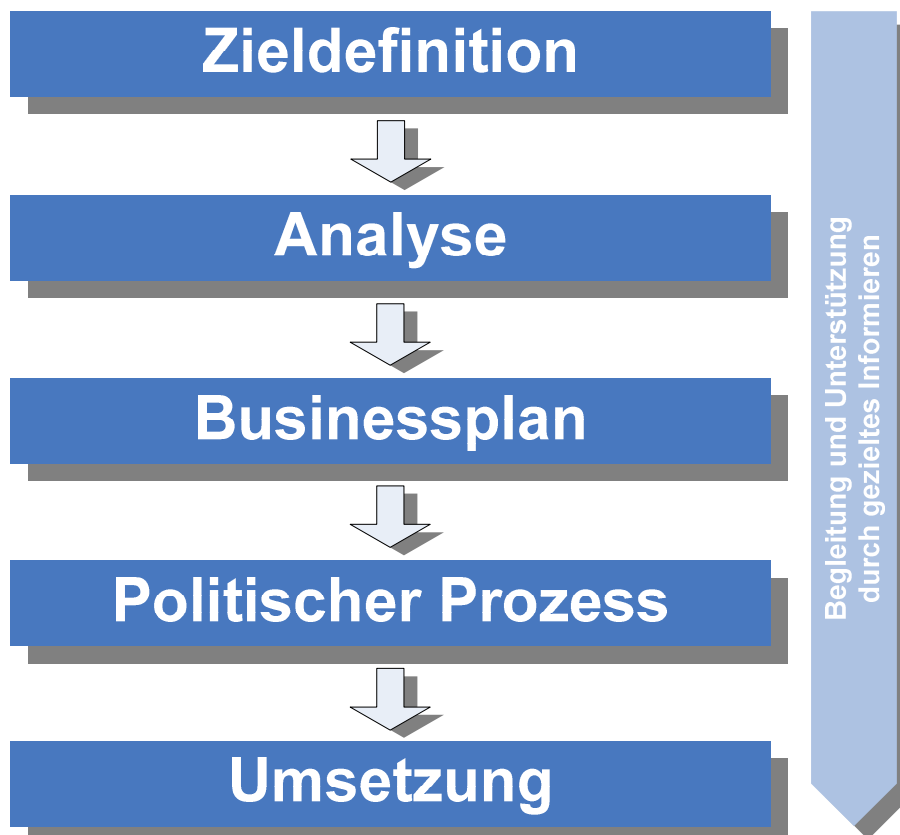 Zieldefinition
Analyse
Businessplan
Politischer Prozess
Umsetzung
Begleitung und Unterstützung
durch gezieltes Informieren